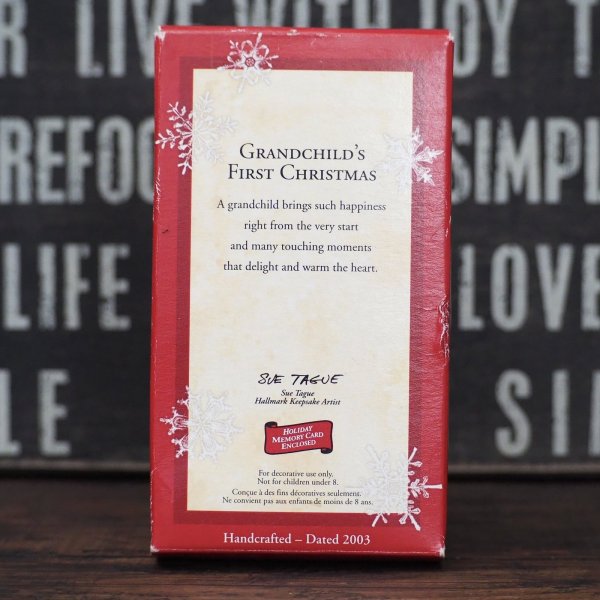 R LIVE WITH JOY T
GRANDCHILD'S
FIRST CHRISTMAS
A grandchild brings such happiness
right from the very start
and many touching moments
that delight and warm the heart.
SUE TAGUE
Sue Tague
Hallmark Keepsake Artist
HOLIDAY
MEMORY CARD
ENCLOSED
For decorative use only.
Not for children under 8.
Conçue à des fins décoratives seulement.
Ne convient pas aux enfants de moins de 8 ans.
Handcrafted – Dated 2003
REFOC
SIMPL
LIFE
LOVE
LE
SI